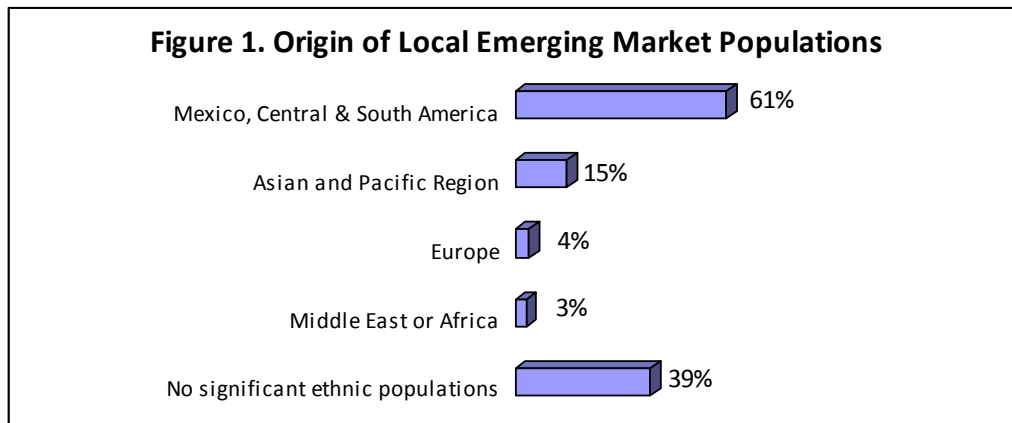 Figure 1. Origin of Local Emerging Market Populations
Mexico, Central & South America 61%
Asian and Pacific Region 15%
Europe 4%
Middle East or Africa 3%
No significant ethnic populations 39%